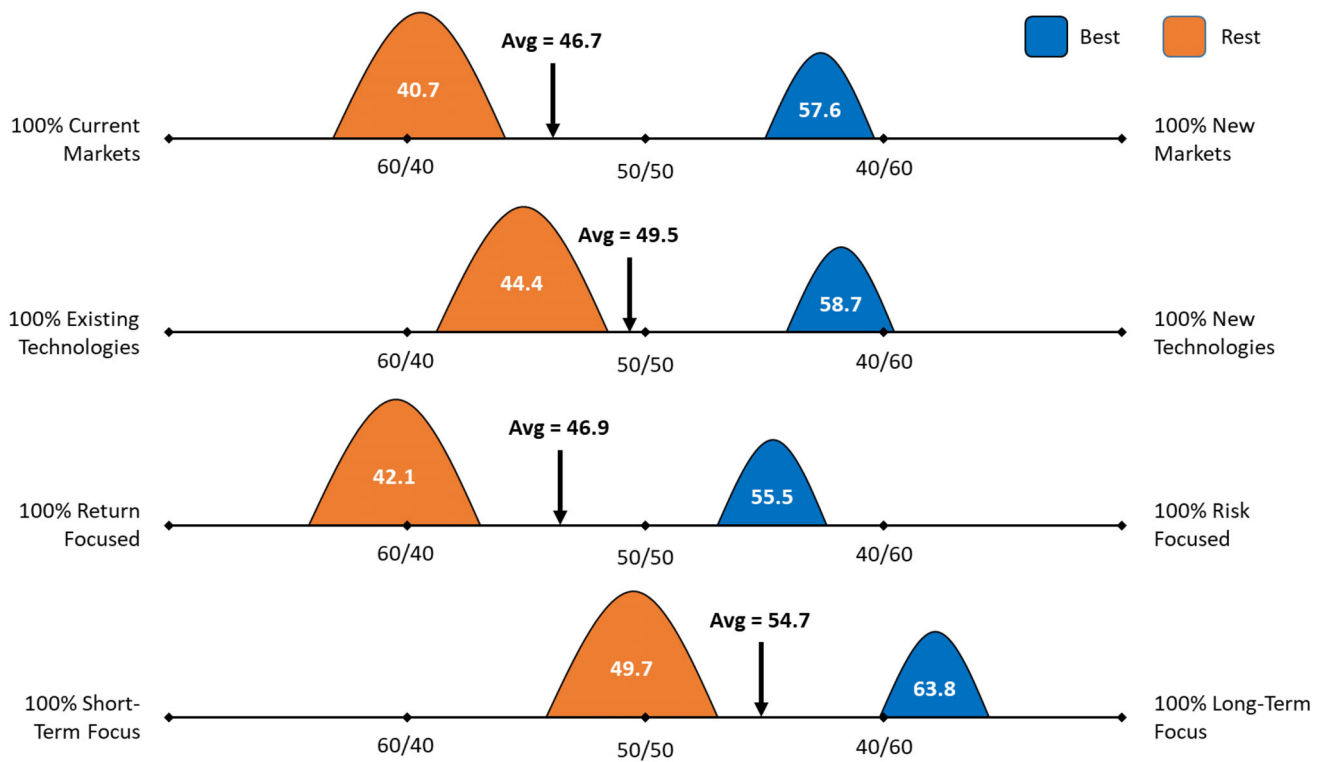 Best
Rest
Avg = 46.7
40.7
57.6
100% Current
Markets
100% New
Markets
60/40
50/50
40/60
Avg = 49.5
44.4
58.7
100% Existing
Technologies
100% New
Technologies
60/40
50/50
40/60
Avg = 46.9
42.1
55.5
100% Return
Focused
100% Risk
Focused
60/40
50/50
40/60
Avg = 54.7
49.7
63.8
100% Short-
Term Focus
100% Long-Term
Focus
60/40
50/50
40/60